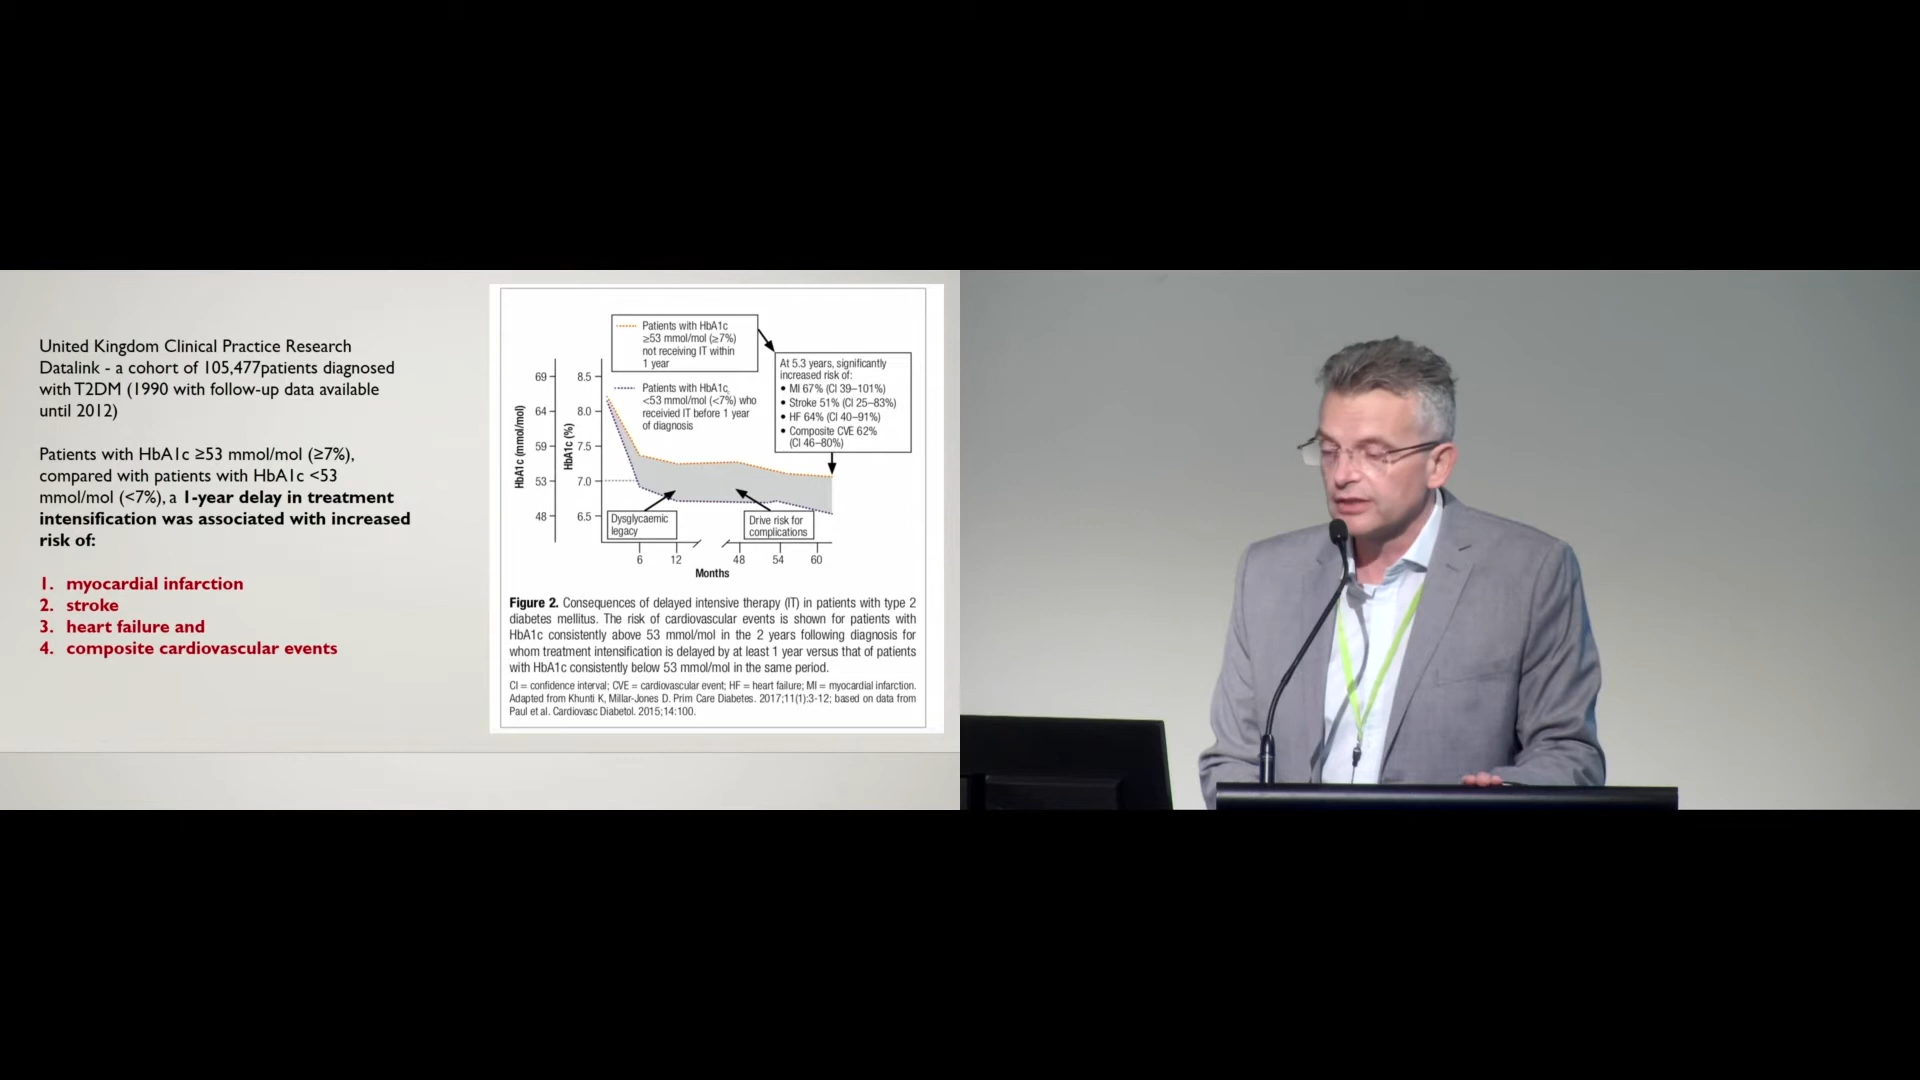 United Kingdom Clinical Practice Research
Datalink - a cohort of 105,477patients diagnosed
with T2DM (1990 with follow-up data available
until 2012)
Patients with HbA1c ≥53 mmol/mol (≥7%),
compared with patients with HbA1c <53
mmol/mol (<7%), a 1-year delay in treatment
intensification was associated with increased
risk of:
1. myocardial infarction
2. stroke
3. heart failure and
4. composite cardiovascular events
Patients with HbA1c
≥53 mmol/mol (≥7%)
not receiving IT within
1 year
Patients with HbA1c
<53 mmol/mol (<7%) who
receivied IT before 1 year
of diagnosis
At 5.3 years, significantly
increased risk of:
• MI 67% (CI 39–101%)
• Stroke 51% (CI 25–83%)
• HF 64% (CI 40–91%)
• Composite CVE 62%
(CI 46–80%)
HbA1c (mmol/mol)
69
64
59
53
48
HbA1c (%)
8.5
8.0
7.5
7.0
6.5
Dysglycaemic
legacy
Drive risk for
complications
6 12 48 54 60
Months
Figure 2. Consequences of delayed intensive therapy (IT) in patients with type 2
diabetes mellitus. The risk of cardiovascular events is shown for patients with
HbA1c consistently above 53 mmol/mol in the 2 years following diagnosis for
whom treatment intensification is delayed by at least 1 year versus that of patients
with HbA1c consistently below 53 mmol/mol in the same period.
CI = confidence interval; CVE = cardiovascular event; HF = heart failure; MI = myocardial infarction.
Adapted from Khunti K, Millar-Jones D. Prim Care Diabetes. 2017;11(1):3-12; based on data from
Paul et al. Cardiovasc Diabetol. 2015;14:100.